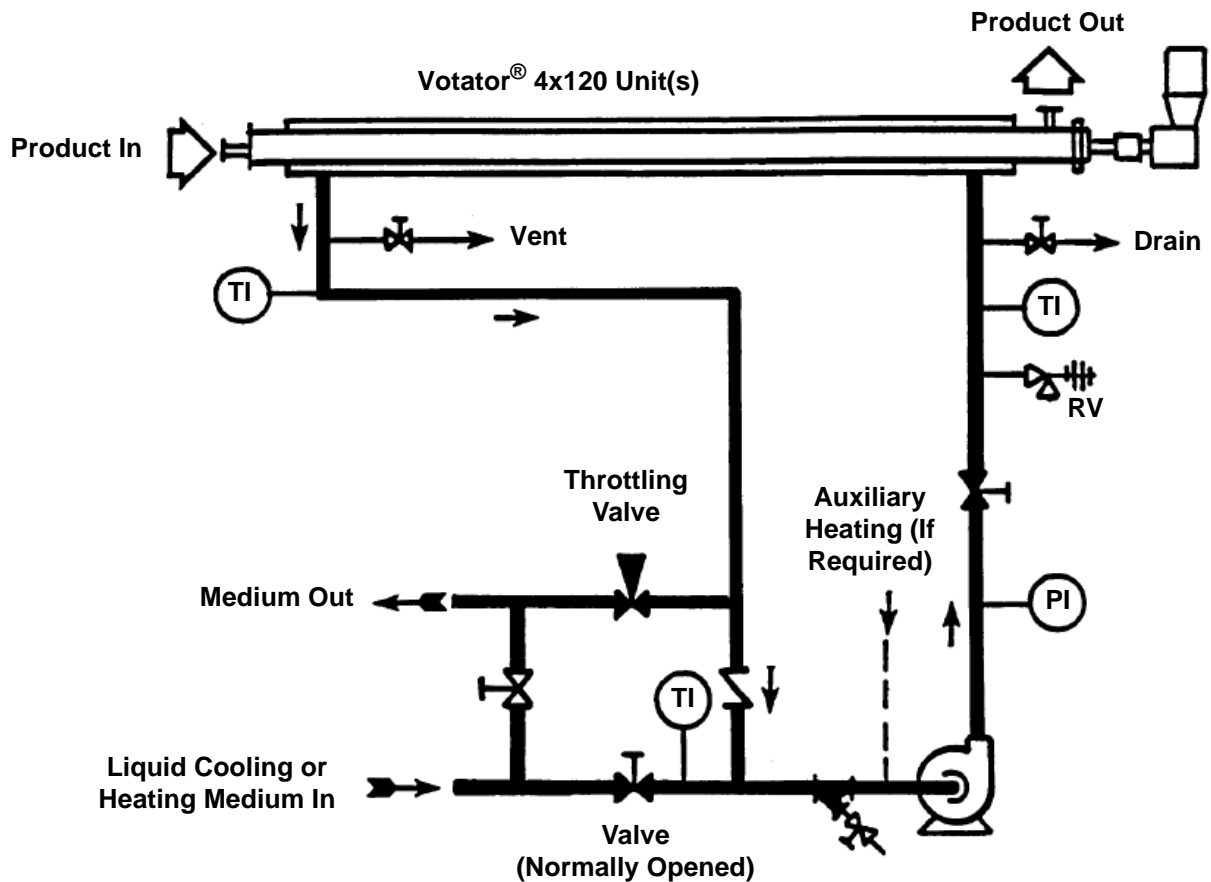 Product Out
Votator® 4x120 Unit(s)
Product In
Vent
Drain
TI
TI
RV
Throttling
Valve
Auxiliary
Heating (If
Required)
Medium Out
PI
TI
Liquid Cooling or
Heating Medium In
Valve
(Normally Opened)